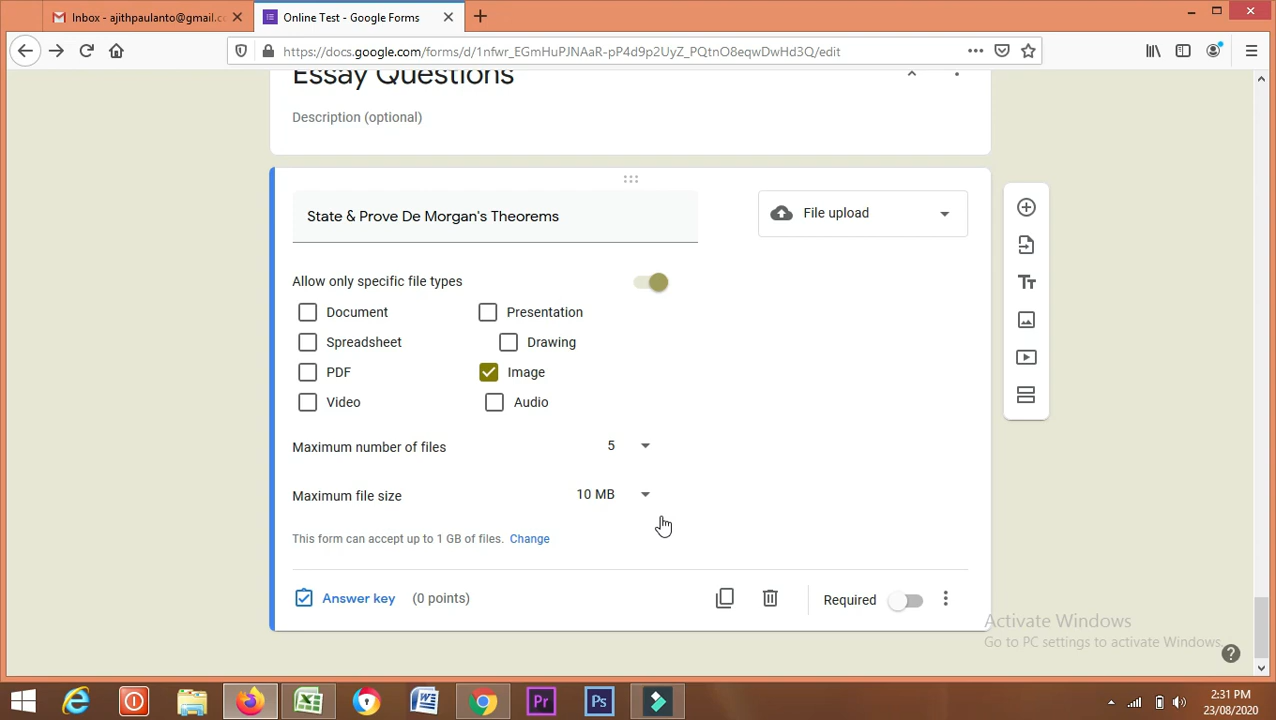 Inbox - ajithpaulanto@gmail.c
Online Test - Google Forms
https://docs.google.com/forms/d/1nfwr_EGmHuPJNAaR-pP4d9p2UyZ_PQtnO8eqwDwHd3Q/edit
Essay Questions
Description (optional)
State & Prove De Morgan's Theorems
File upload
Allow only specific file types
Document
Presentation
Spreadsheet
Drawing
PDF
Image
Video
Audio
Maximum number of files
5
Maximum file size
10 MB
This form can accept up to 1 GB of files. Change
Answer key (0 points)
Required
Activate Windows
Go to PC settings to activate Windows.
2:31 PM
23/08/2020